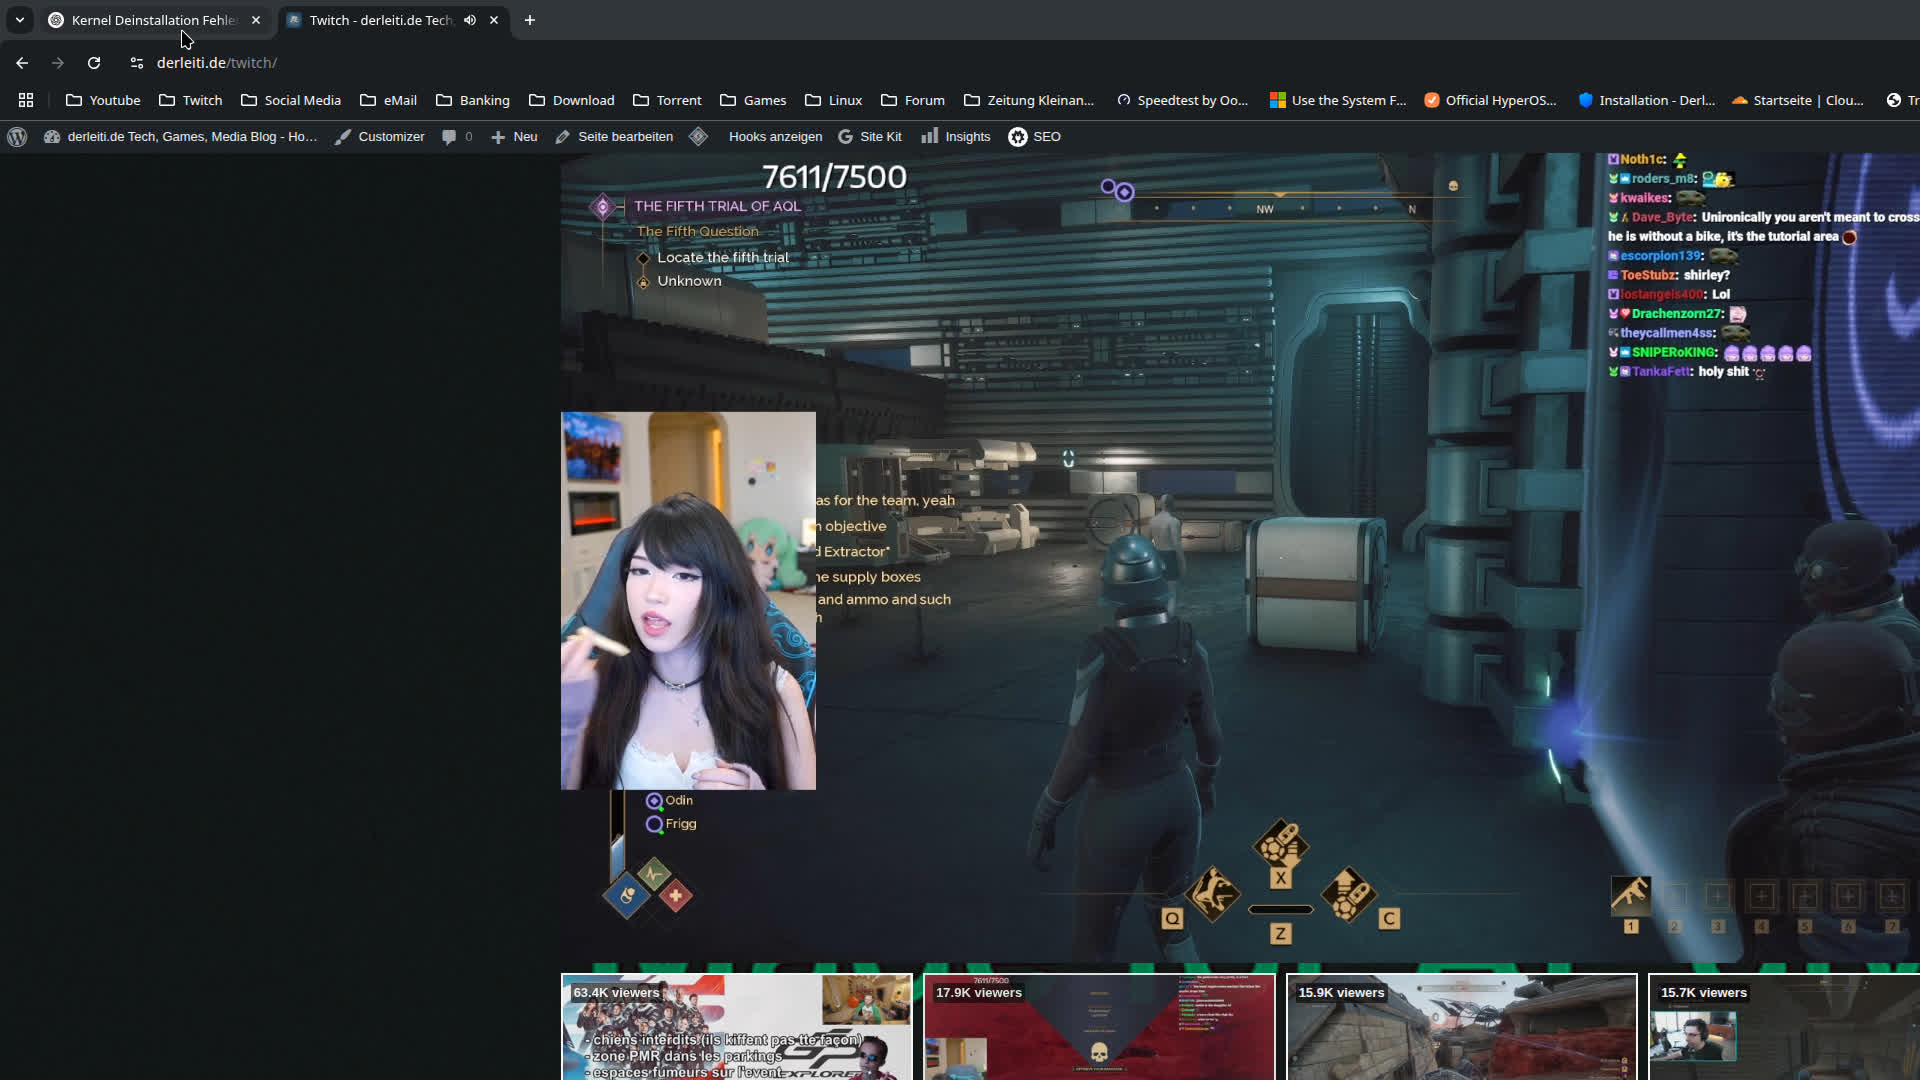 Kernel Deinstallation Fehle
Twitch - derleiti.de Tech,
derleiti.de/twitch/
Youtube
Twitch
Social Media
eMail
Banking
Download
Torrent
Games
Linux
Forum
Zeitung Kleinan...
Speedtest by Oo...
Use the System F...
Official HyperOS...
Installation - Derl...
Startseite | Clou...
Tr
derleiti.de Tech, Games, Media Blog - Ho...
Customizer
0
Neu
Seite bearbeiten
Hooks anzeigen
Site Kit
Insights
SEO
7611/7500
THE FIFTH TRIAL OF AQL
The Fifth Question
Locate the fifth trial
Unknown
NW
N
Noth1c:
roders_m8:
kwaikes:
Dave_Byte: Unironically you aren't meant to cross
he is without a bike, it's the tutorial area
escorpion139:
ToeStubz: shirley?
lostangels400: Lol
Drachenzorn27:
theycallmen4ss:
SNIPERoKING:
TankaFett: holy shit
as for the team, yeah
objective
d Extractor"
he supply boxes
and ammo and such
h
Odin
Frigg
X
Q
C
Z
1
2
3
4
5
6
7
63.4K viewers
- chiens interdits (ils kiffent pas tte façon)
- zone PMR dans les parkings
- espaces fumeurs sur l'event
GP
EXPLORER
17.9K viewers
7611/7500
15.9K viewers
15.7K viewers